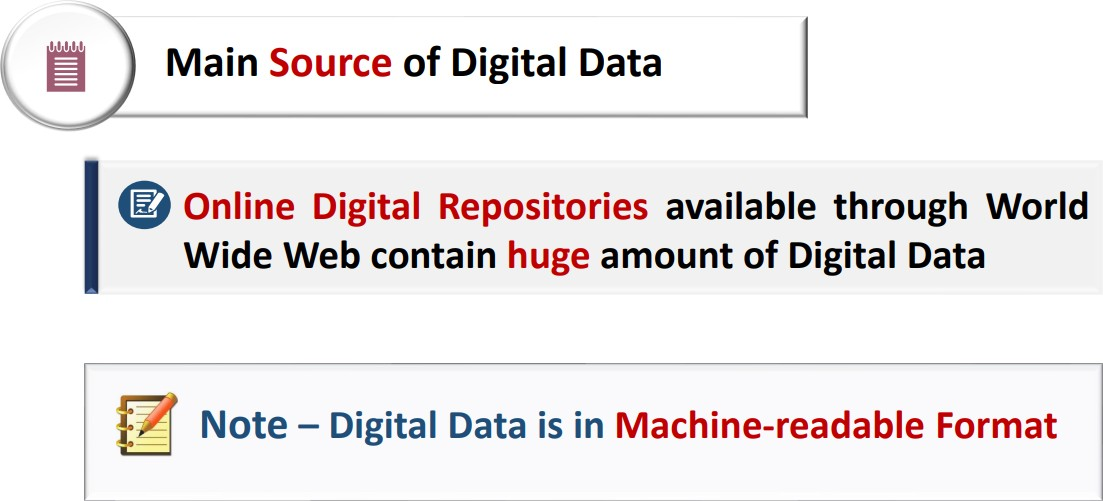 Main Source of Digital Data
Online Digital Repositories available through World
Wide Web contain huge amount of Digital Data
Note – Digital Data is in Machine-readable Format